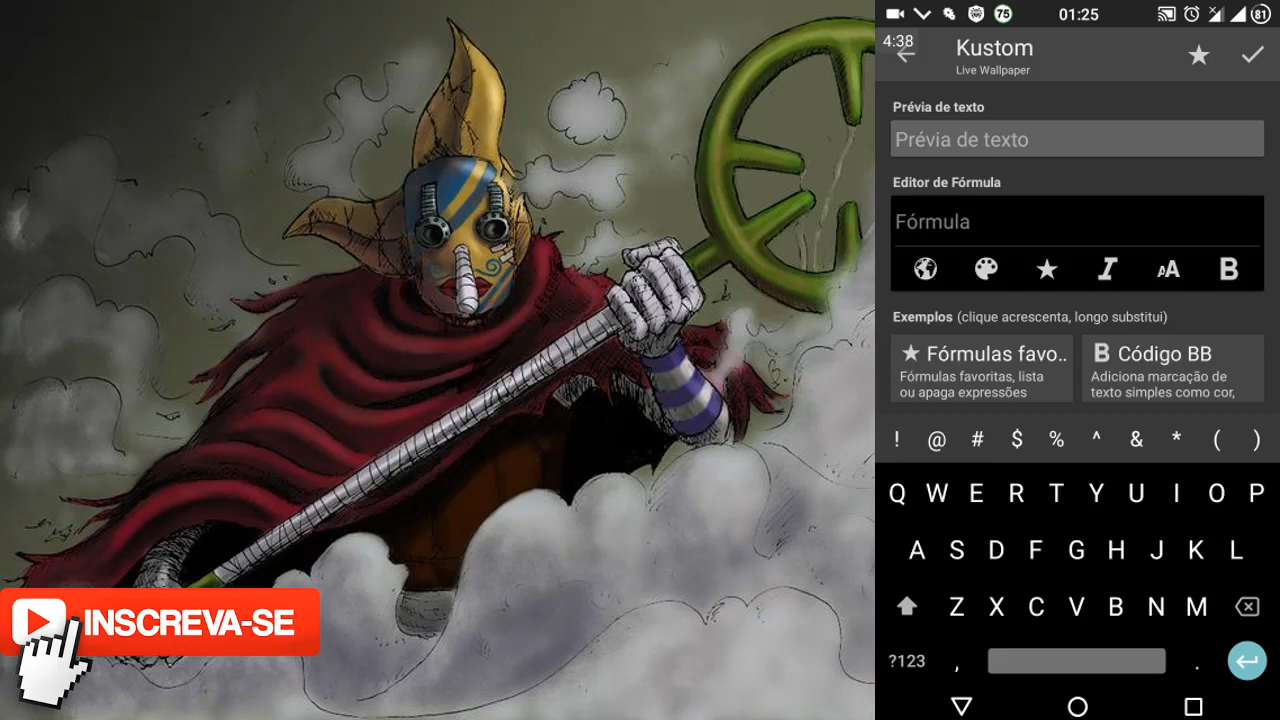 INSCREVA-SE
75
01:25
81
4:38
Kustom
Live Wallpaper
Prévia de texto
Prévia de texto
Editor de Fórmula
Fórmula
I AA B
Exemplos (clique acrescenta, longo substitui)
Fórmulas favo..
Fórmulas favoritas, lista
ou apaga expressões
B Código BB
Adiciona marcação de
texto simples como cor,
! @ # $ % ^ & * ( )
Q W E R T Y U I O P
A S D F G H J K L
Z X C V B N M
?123 , .